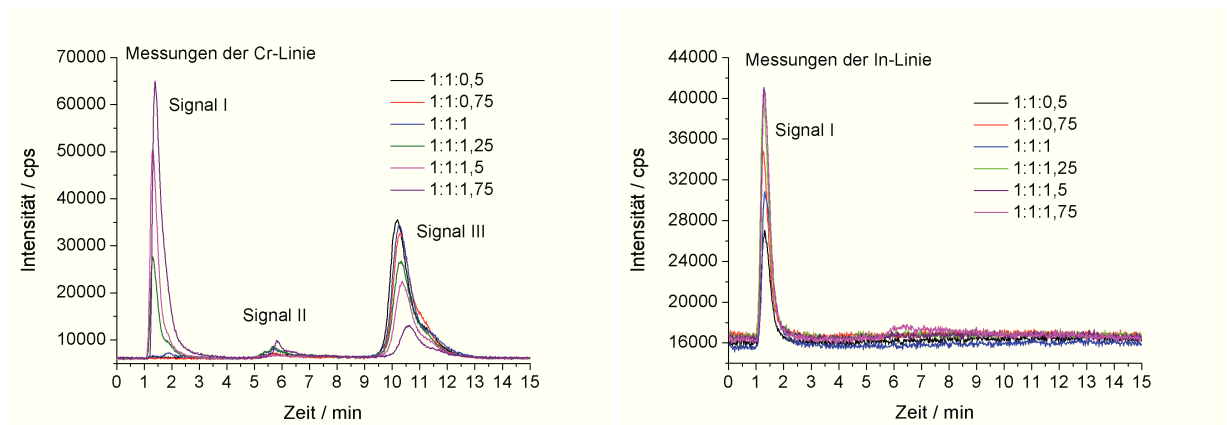 Messungen der Cr-Linie
70000
60000
50000
40000
30000
20000
10000
Intensität / cps
Signal I
Signal II
Signal III
1:1:0,5
1:1:0,75
1:1:1
1:1:1,25
1:1:1,5
1:1:1,75
0 1 2 3 4 5 6 7 8 9 10 11 12 13 14 15
Zeit / min
Messungen der In-Linie
44000
40000
36000
32000
28000
24000
20000
16000
Intensität / cps
Signal I
1:1:0,5
1:1:0,75
1:1:1
1:1:1,25
1:1:1,5
1:1:1,75
0 1 2 3 4 5 6 7 8 9 10 11 12 13 14 15
Zeit / min